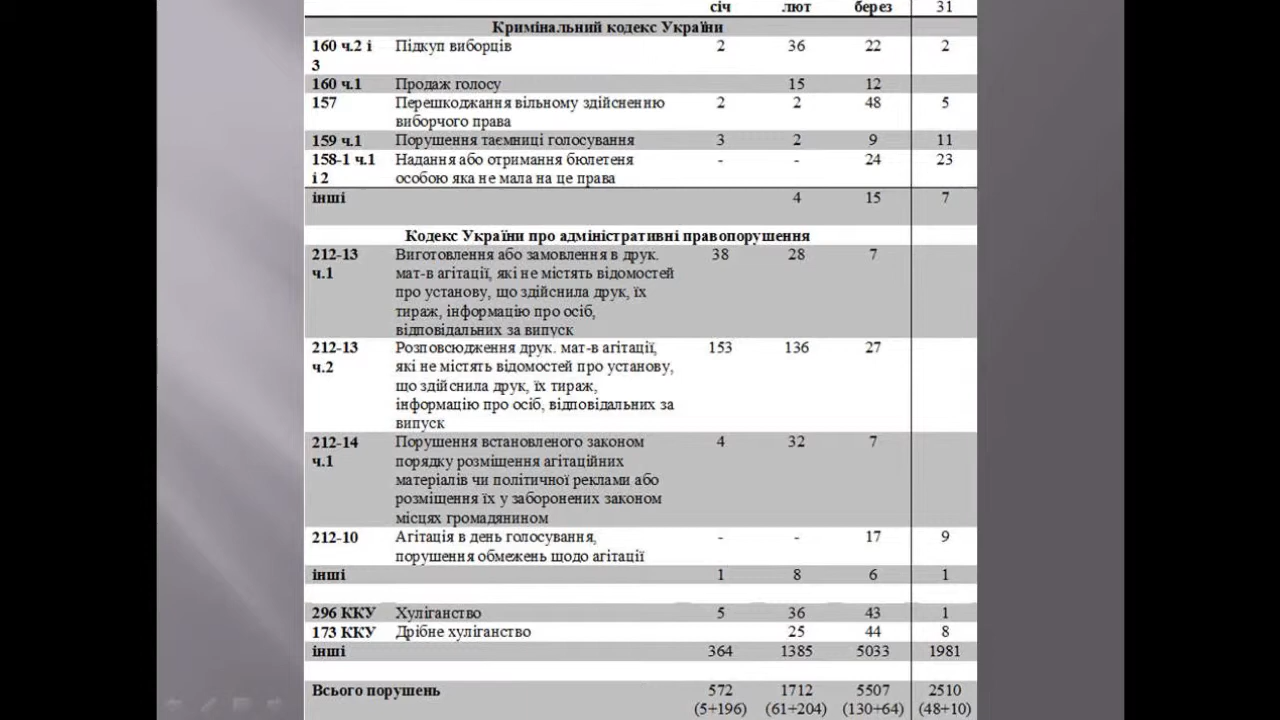 січ лют берез 31
Кримінальний кодекс України
160 ч.2 і Підкуп виборців 2 36 22 2
3
160 ч.1 Продаж голосу 15 12
157 Перешкоджання вільному здійсненню 2 2 48 5
виборчого права
159 ч.1 Порушення таємниці голосування 3 2 9 11
158-1 ч.1 Надання або отримання бюлетеня - - 24 23
і 2 особою яка не мала на це права
інші 4 15 7
Кодекс України про адміністративні правопорушення
212-13 Виготовлення або замовлення в друк. 38 28 7
ч.1 мат-в агітації, які не містять відомостей
про установу, що здійснила друк, їх
тираж, інформацію про осіб,
відповідальних за випуск
212-13 Розповсюдження друк. мат-в агітації, 153 136 27
ч.2 які не містять відомостей про установу,
що здійснила друк, їх тираж,
інформацію про осіб, відповідальних за
випуск
212-14 Порушення встановленого законом 4 32 7
ч.1 порядку розміщення агітаційних
матеріалів чи політичної реклами або
розміщення їх у заборонених законом
місцях громадянином
212-10 Агітація в день голосування, - - 17 9
порушення обмежень щодо агітації
інші 1 8 6 1
296 ККУ Хуліганство 5 36 43 1
173 ККУ Дрібне хуліганство 25 44 8
інші 364 1385 5033 1981
Всього порушень 572 1712 5507 2510
(5+196) (61+204) (130+64) (48+10)